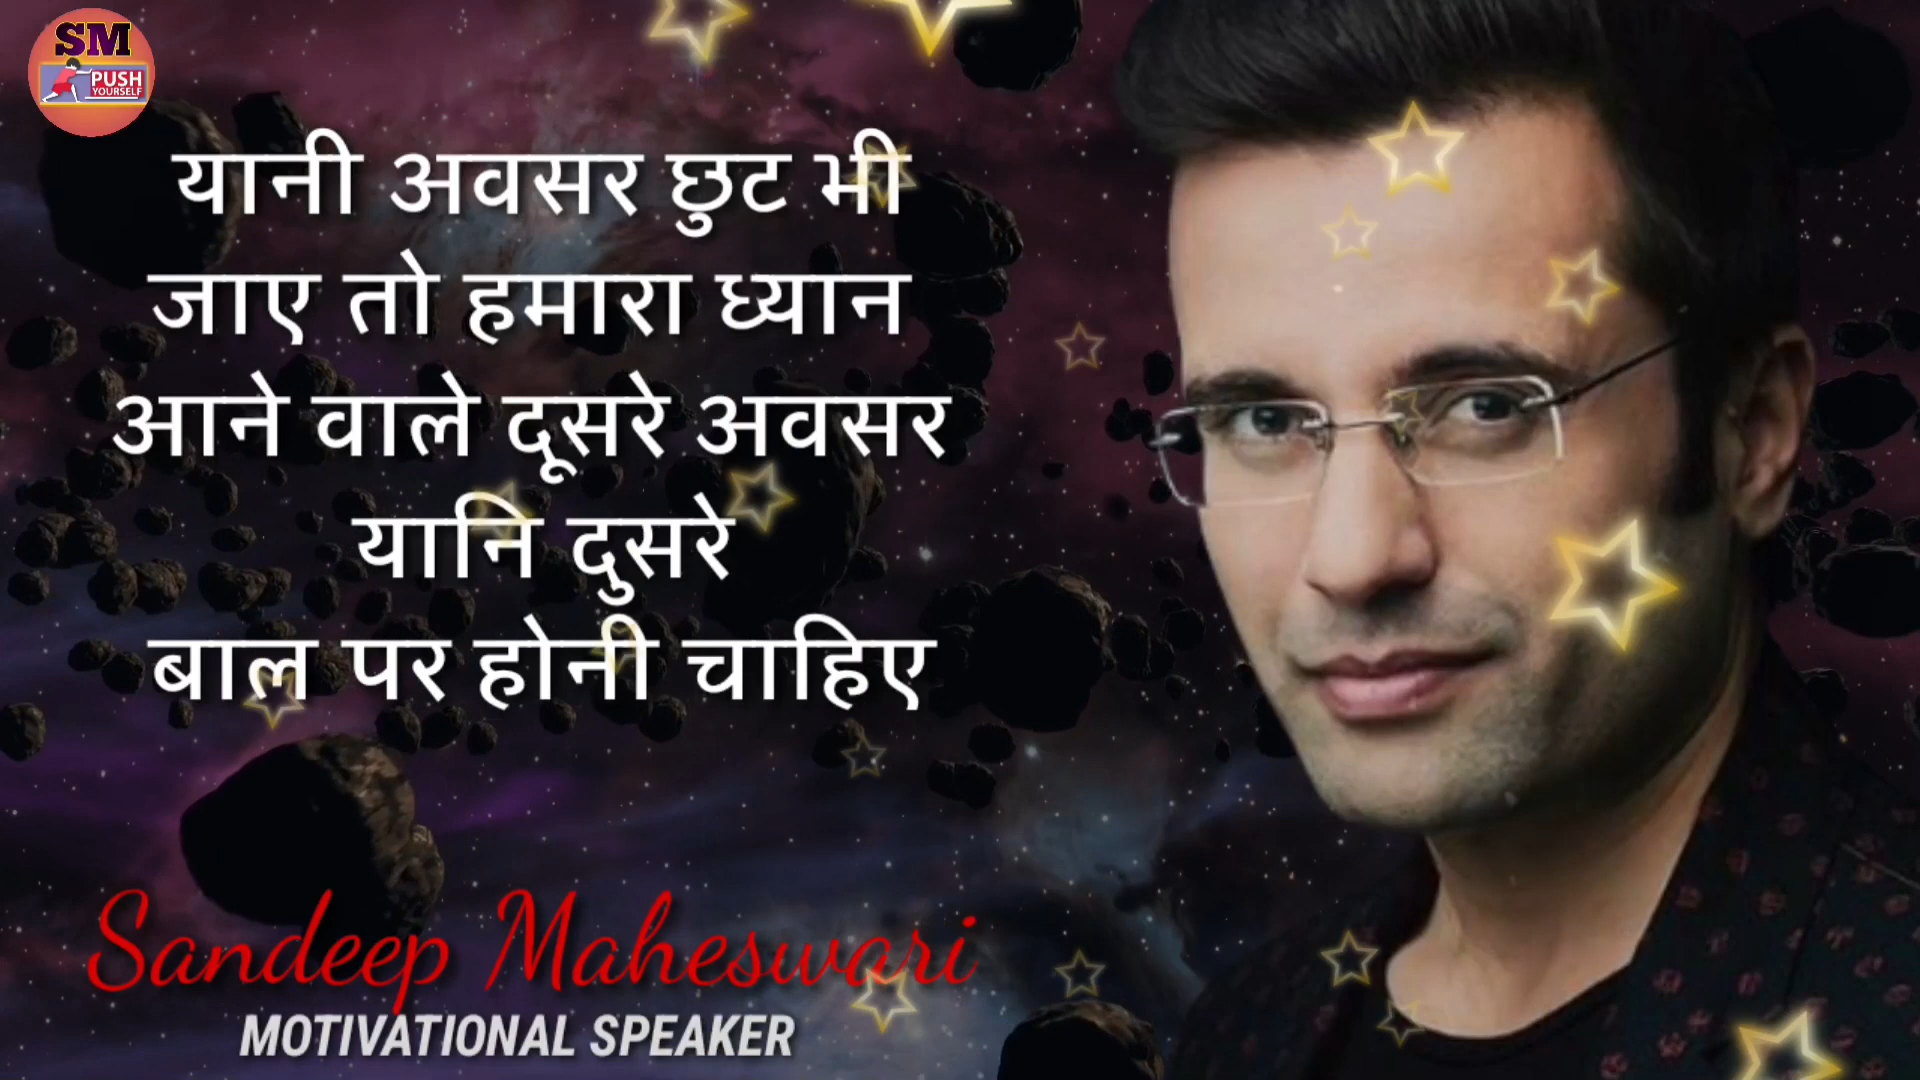 SM
PUSH
YOURSELF
यानी अवसर छुट भी
जाए तो हमारा ध्यान
आने वाले दूसरे अवसर
यानि दुसरे
बाल पर होनी चाहिए
Sandeep Maheswari
MOTIVATIONAL SPEAKER